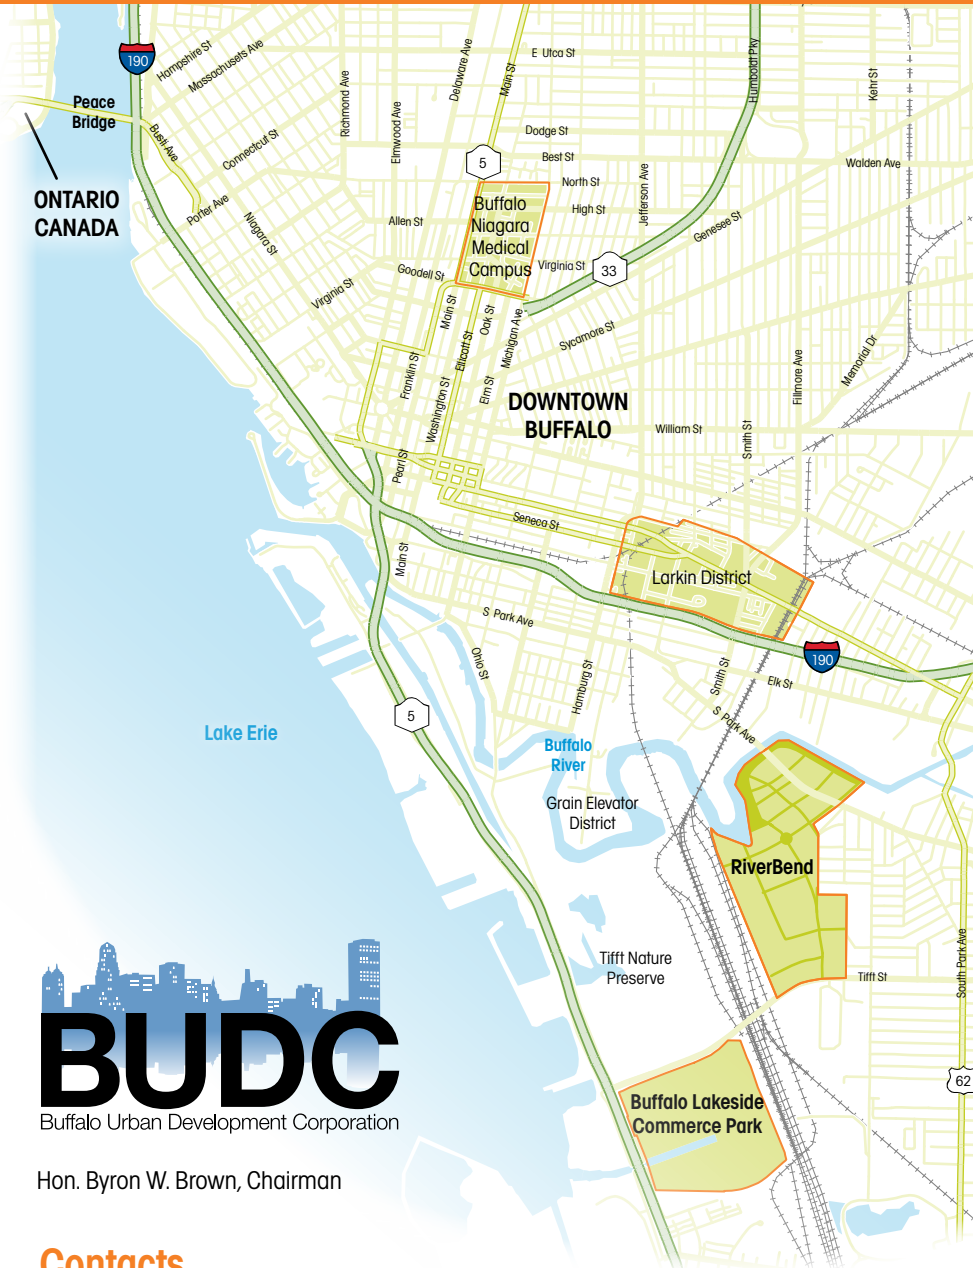 190
Hampshire St
Massachusets Ave
Peace
Bridge
Busti Ave
Connecticut St
Richmond Ave
Elmwood Ave
Delaware Ave
Main St
E Utca St
Humboldt Pky
Kehr St
Dodge St
Best St
5
North St
High St
Jefferson Ave
Walden Ave
Genesee St
ONTARIO
CANADA
Porter Ave
Niagara St
Allen St
Buffalo
Niagara
Medical
Campus
Virginia St
33
Goodell St
Virginia St
Main St
Oak St
Ellicott St
Michigan Ave
Sycamore St
Franklin St
Washington St
Elm St
Fillmore Ave
Memorial Dr
DOWNTOWN
BUFFALO
William St
Smith St
Pearl St
Seneca St
Main St
Larkin District
S Park Ave
190
Ohio St
Hamburg St
Smith St
Elk St
S Park Ave
5
Lake Erie
Buffalo
River
Grain Elevator
District
RiverBend
Tifft Nature
Preserve
Tifft St
South Park Ave
62
Buffalo Lakeside
Commerce Park
BUDC
Buffalo Urban Development Corporation
Hon. Byron W. Brown, Chairman
Contacts